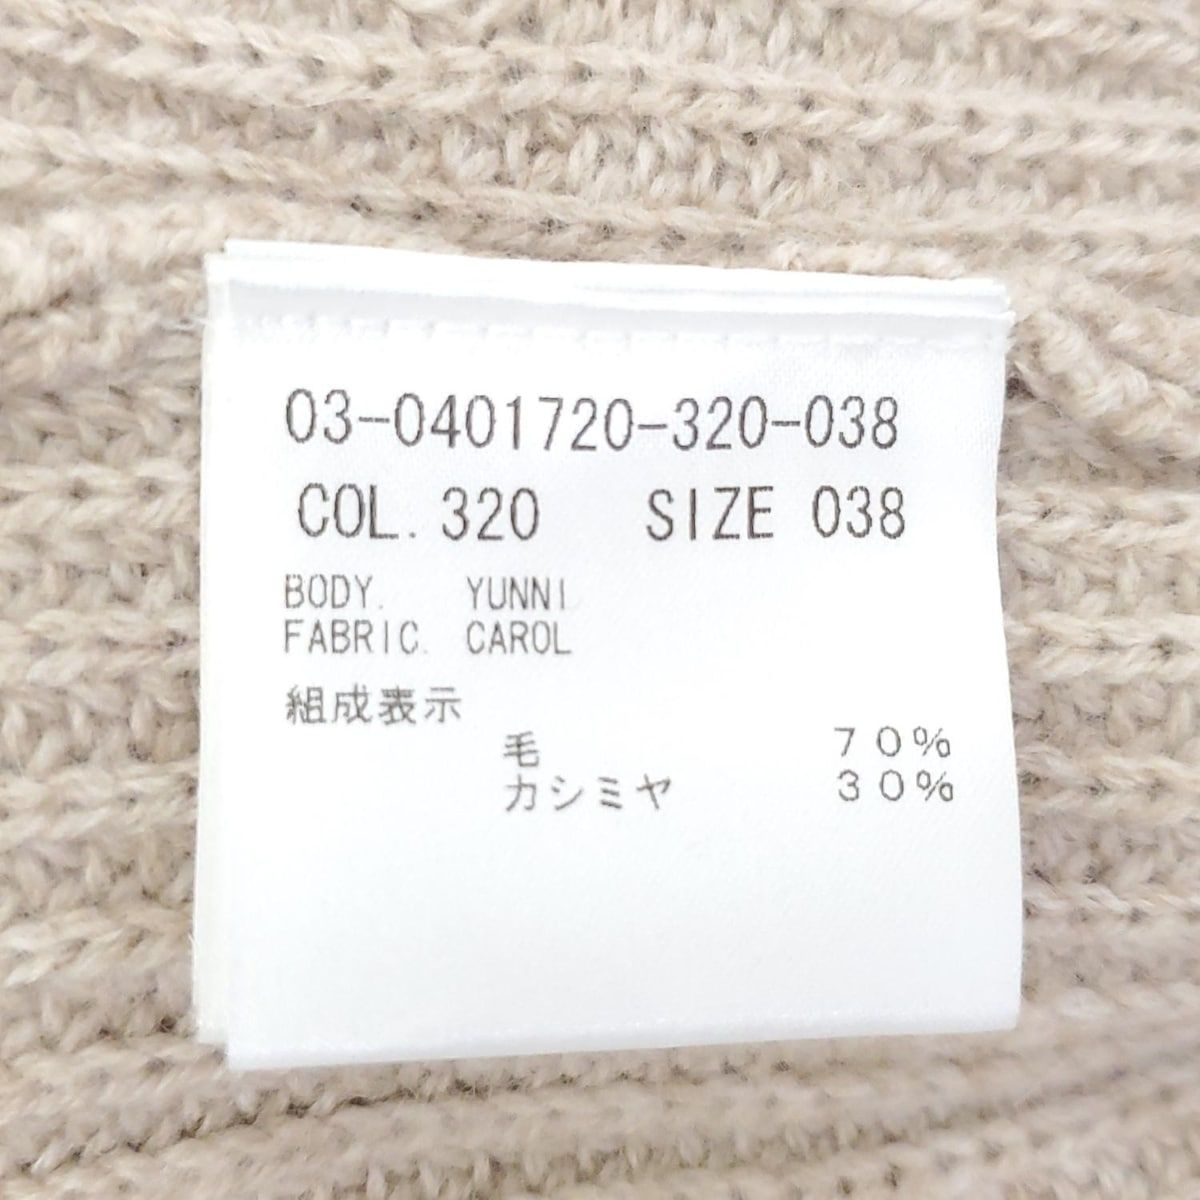 03-0401720-320-038
COL. 320 SIZE 038
BODY. YUNNI
FABRIC. CAROL
組成表示
毛 70%
カシミヤ 30%